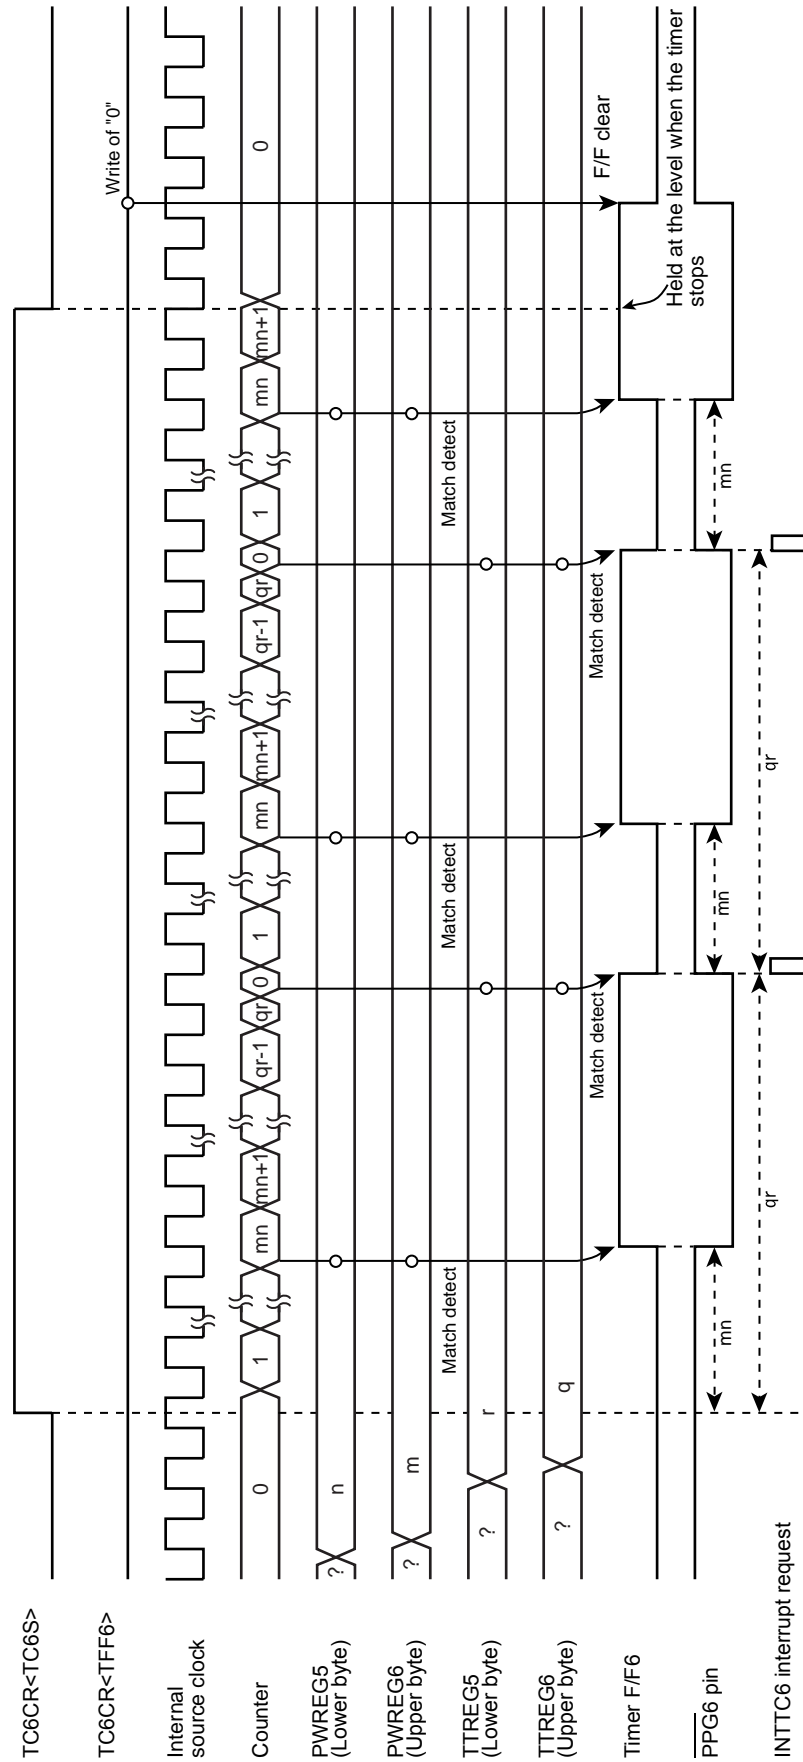 TC6CR<TC6S>
TC6CR<TFF6>
Write of "0"
Internal
source clock
Counter
0
1
mn
mn+1
qr-1
qr
0
1
mn
mn+1
qr-1
qr
0
1
mn
mn+1
0
PWREG5
(Lower byte)
?
n
PWREG6
(Upper byte)
?
m
Match detect
Match detect
Match detect
TTREG5
(Lower byte)
?
r
TTREG6
(Upper byte)
?
q
Match detect
Match detect
F/F clear
Timer F/F6
Held at the level when the timer
stops
PPG6 pin
mn
mn
mn
qr
qr
INTTC6 interrupt request